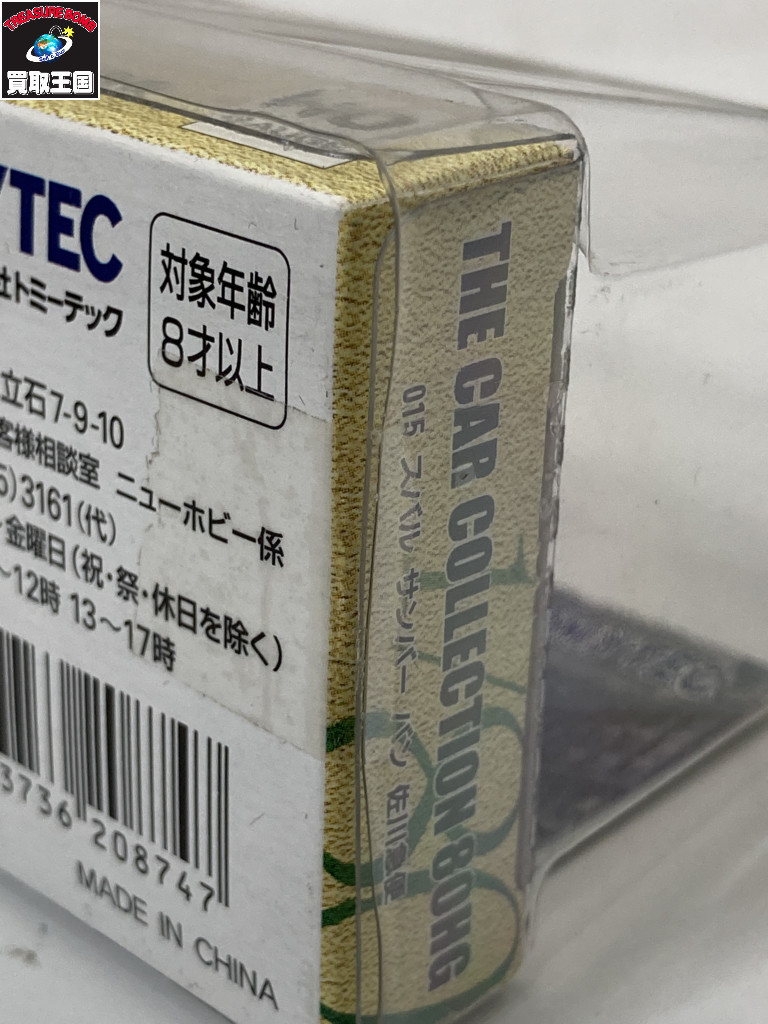 TREASURE BOMB
買取王国
YTEC
社トミーテック
対象年齢
8才以上
立石7-9-10
客様相談室 ニューホビー係
5)3161(代)
金曜日(祝・祭・休日を除く)
～12時 13～17時
3736 208747
MADE IN CHINA
THE CAR COLLECTION 80HG
015 スバル サンバー バン 佐川急便